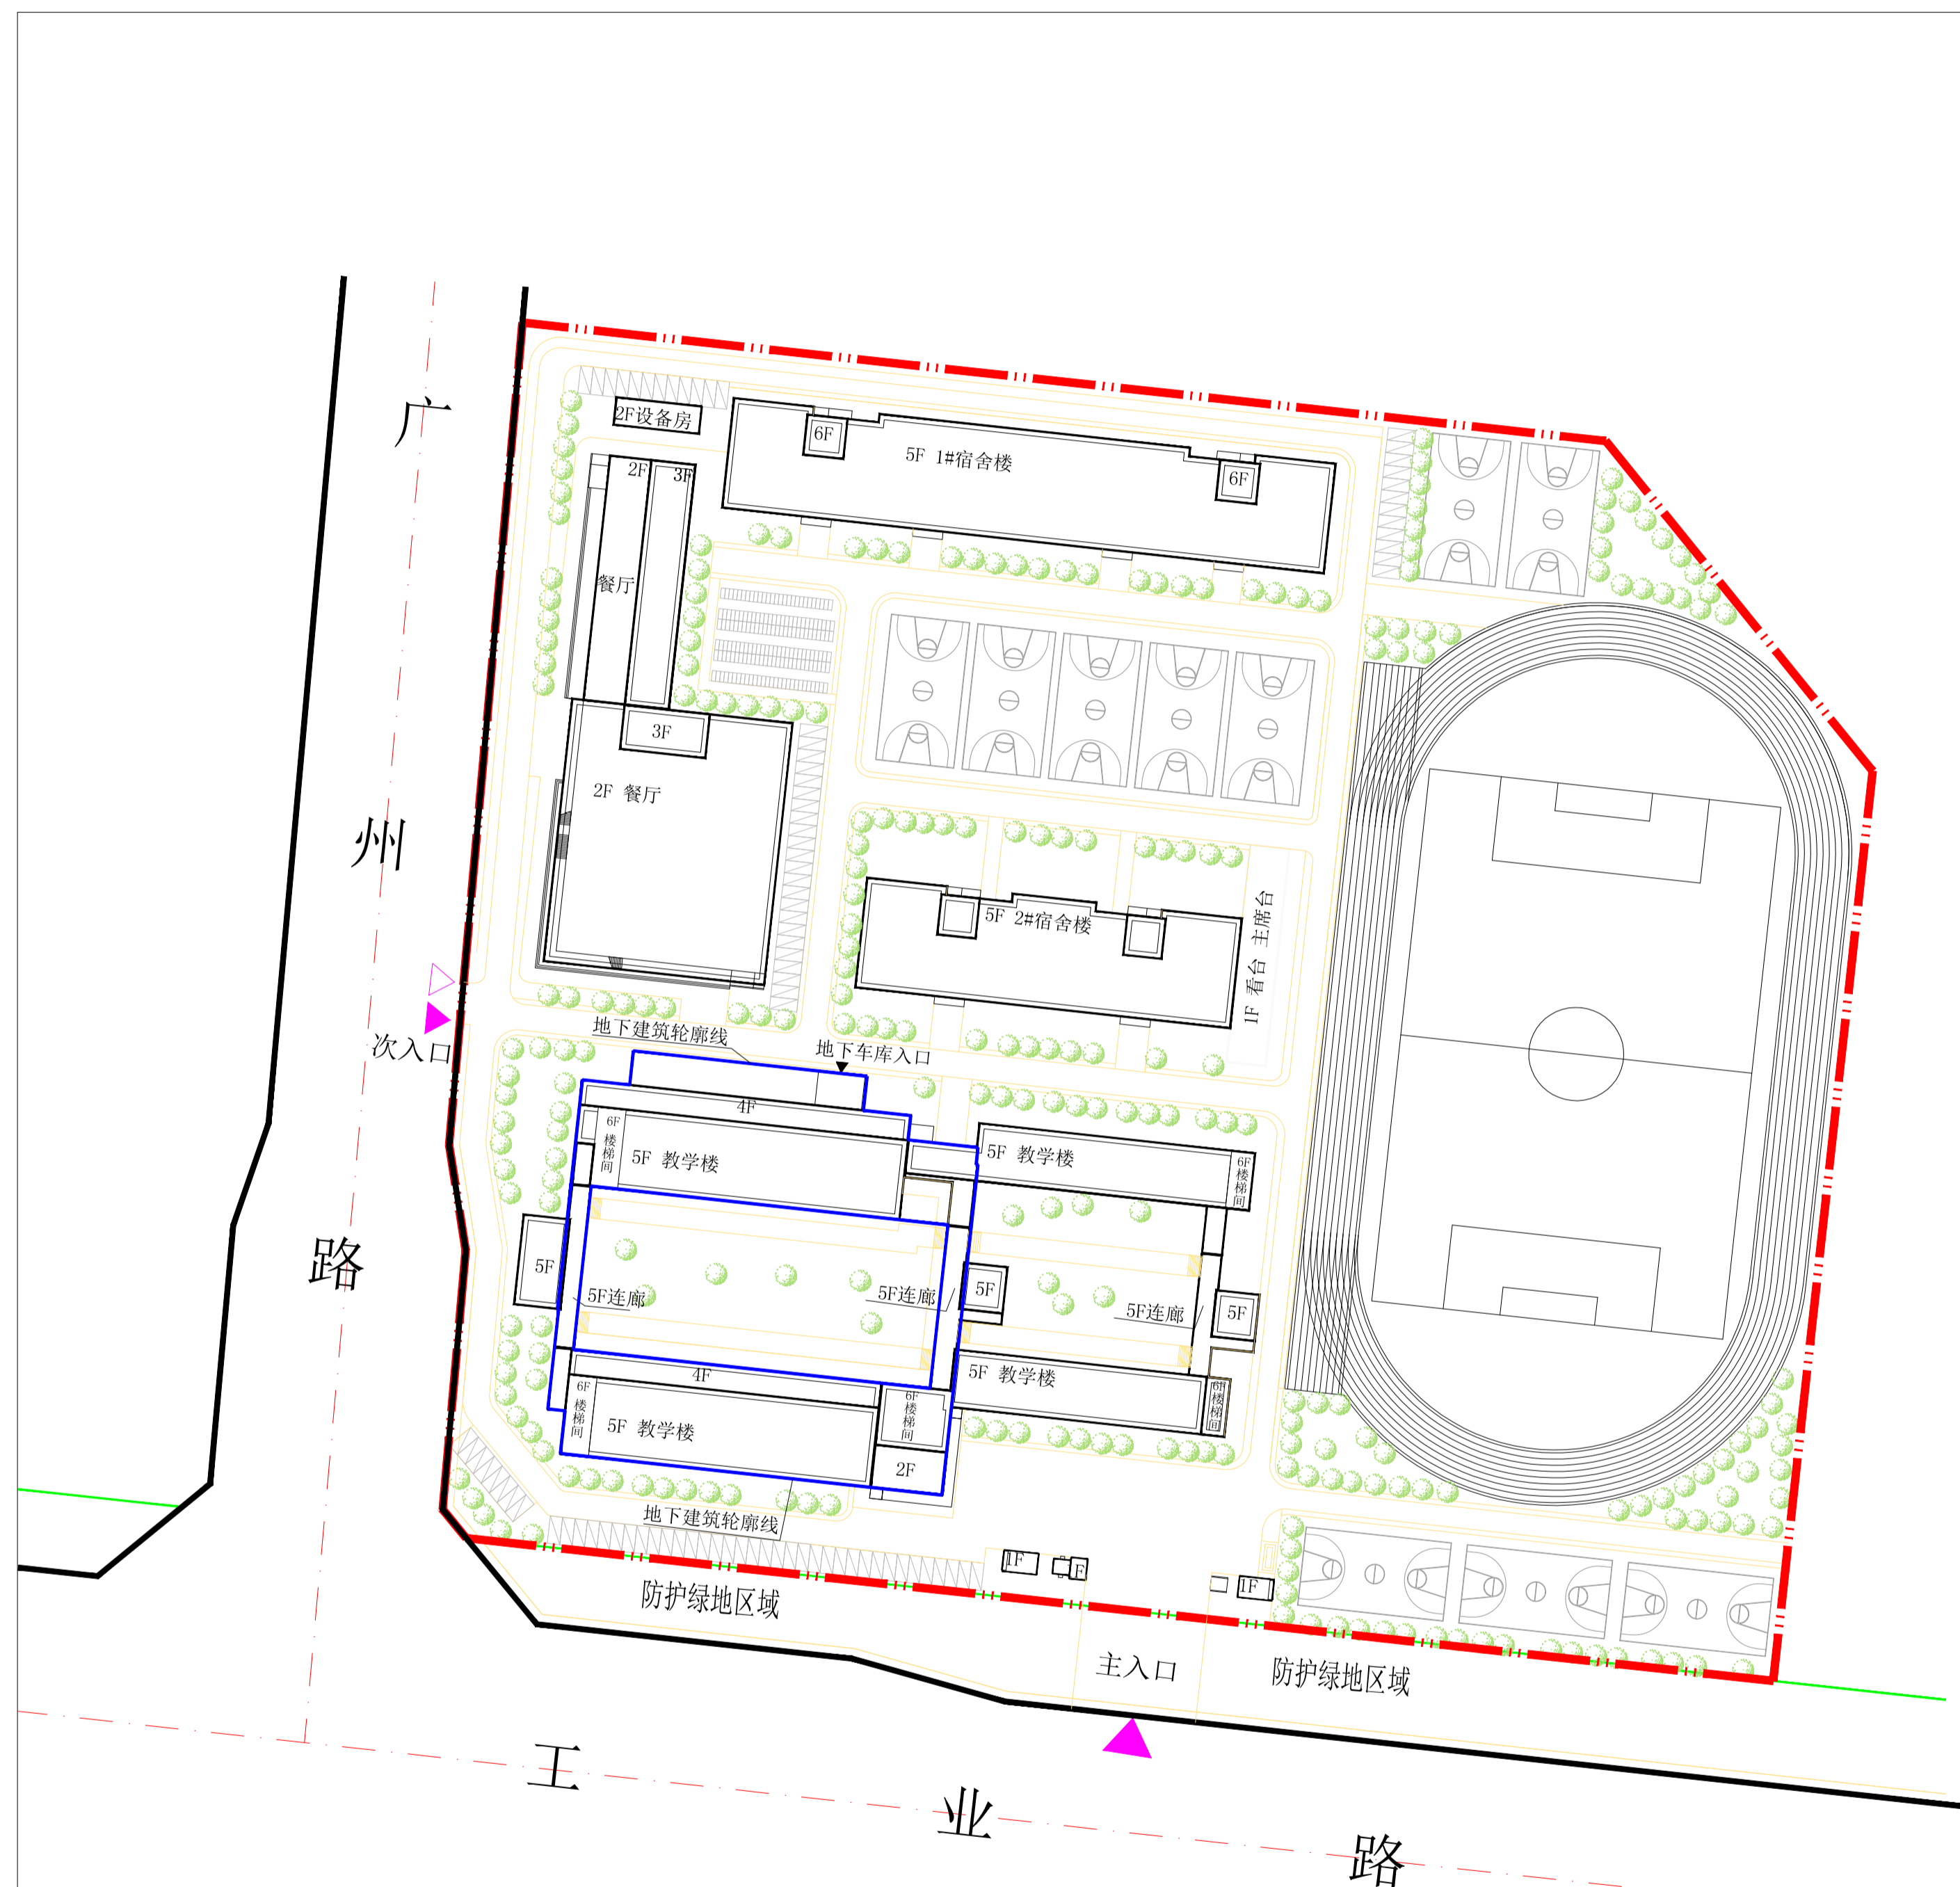 广
州
路
2F设备房
6F
5F 1#宿舍楼
6F
2F
3F
餐厅
3F
2F 餐厅
5F 2#宿舍楼
1F 看台 主席台
次入口
地下建筑轮廓线
地下车库入口
4F
6F
楼梯间
5F 教学楼
5F 教学楼
6F
楼梯间
5F
5F连廊
5F连廊
5F
5F连廊
5F
4F
6F
楼梯间
5F 教学楼
6F
楼梯间
2F
5F 教学楼
6F
楼梯间
地下建筑轮廓线
1F
F
1F
防护绿地区域
主入口
防护绿地区域
工
业
路